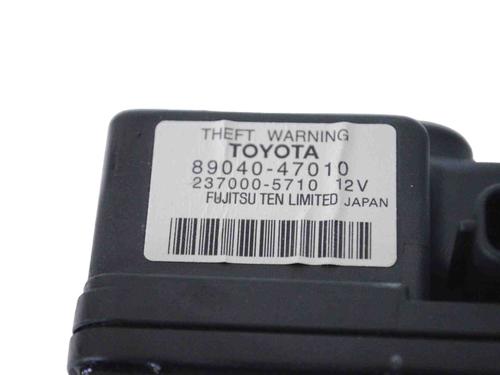 THEFT WARNING
TOYOTA
89040-47010
237000-5710 12V
FUJITSU TEN LIMITED JAPAN